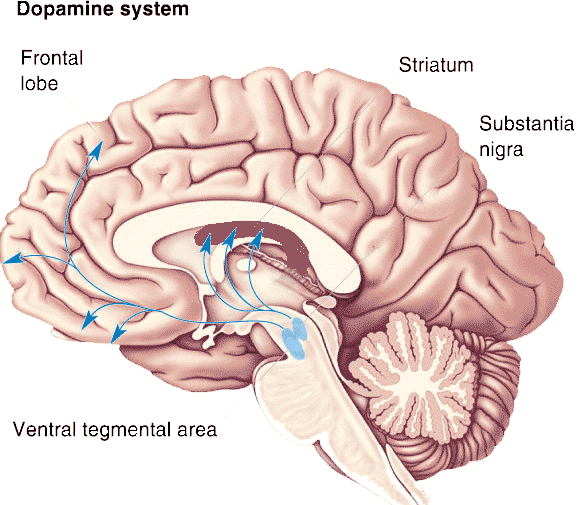 Dopamine system
Frontal
lobe
Striatum
Substantia
nigra
Ventral tegmental area